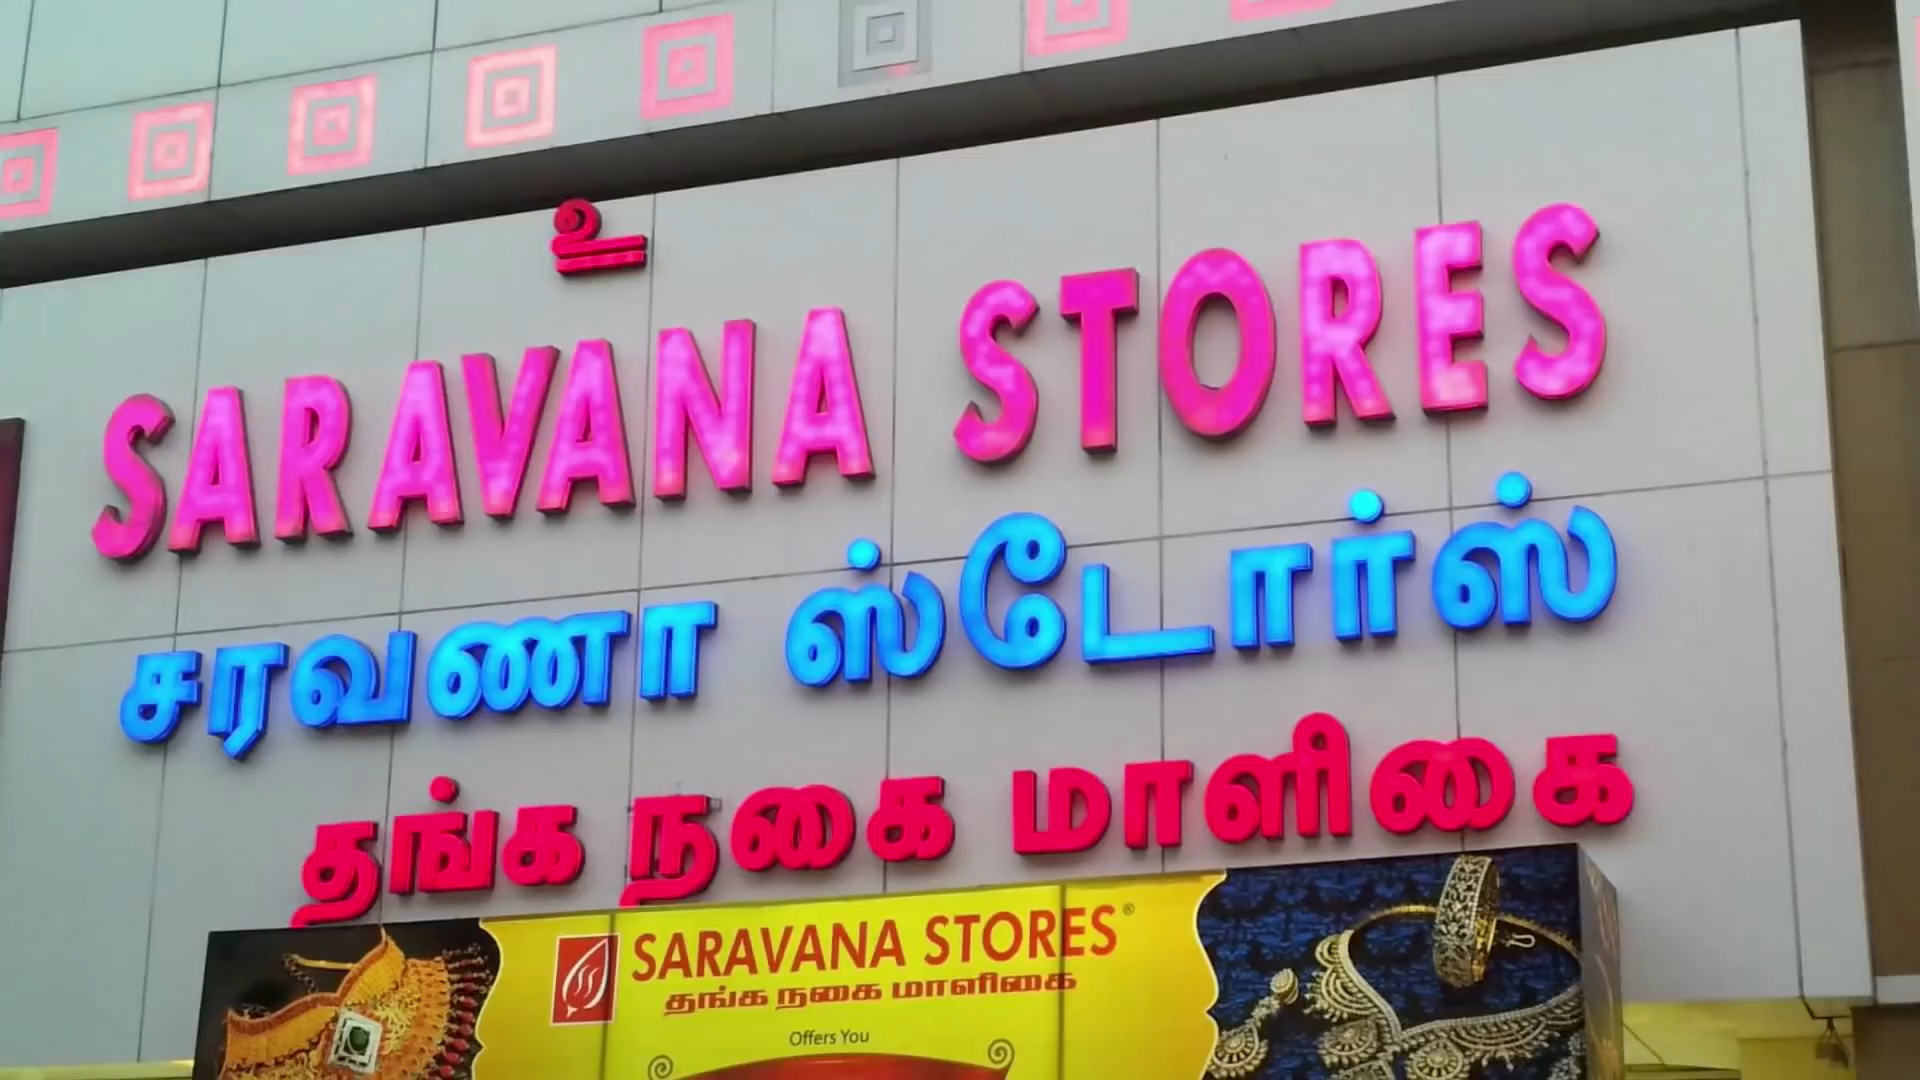 உ
SARAVANA STORES
சரவணா ஸ்டோர்ஸ்
தங்க நகை மாளிகை
SARAVANA STORES®
தங்க நகை மாளிகை
Offers You